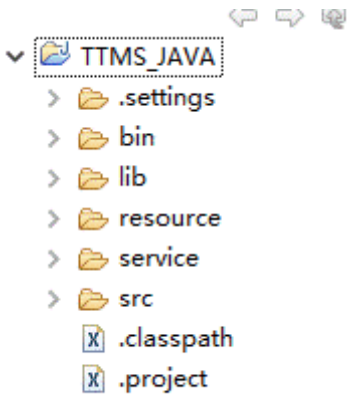 TTMS_JAVA
.settings
bin
lib
resource
service
src
.classpath
.project